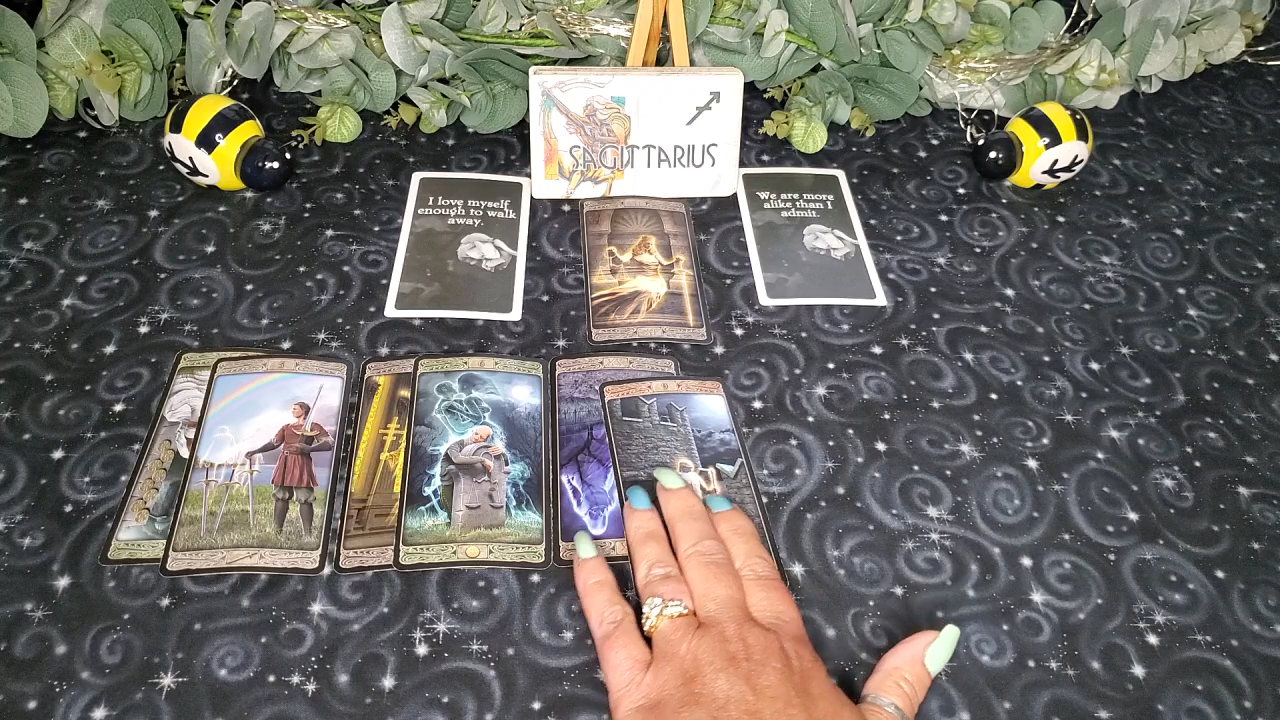 SAGITTARIUS
I love myself
enough to walk
away.
We are more
alike than I
admit.